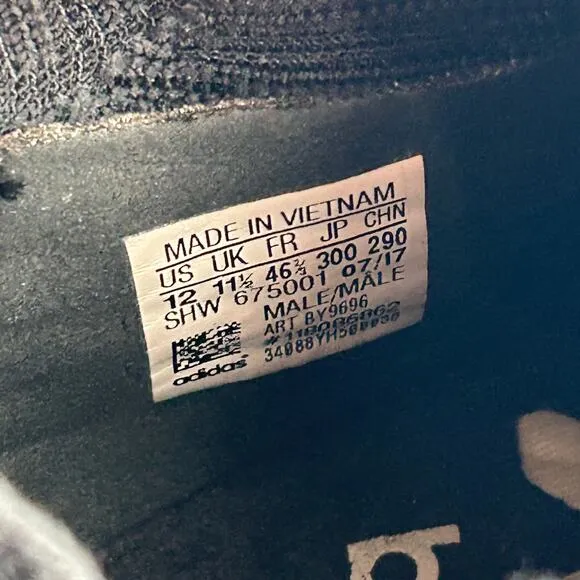 MADE IN VIETNAM
US UK FR JP CHN
12 11½ 46⅔ 300 290
SHW 675001 07/17
MALE/MÂLE
ART BY9696
adidas